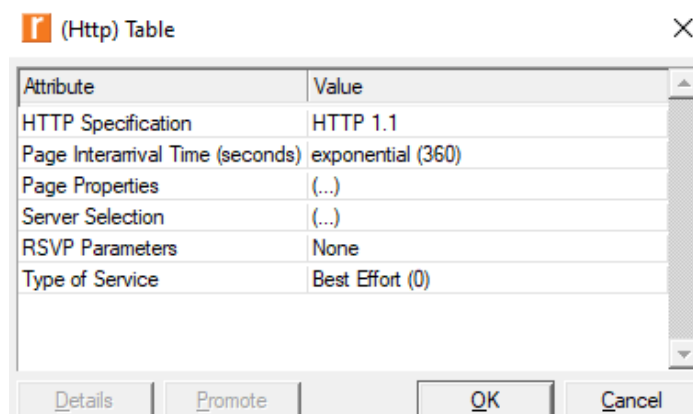 r (Http) Table
Attribute Value
HTTP Specification HTTP 1.1
Page Interarrival Time (seconds) exponential (360)
Page Properties (...)
Server Selection (...)
RSVP Parameters None
Type of Service Best Effort (0)
Details Promote OK Cancel